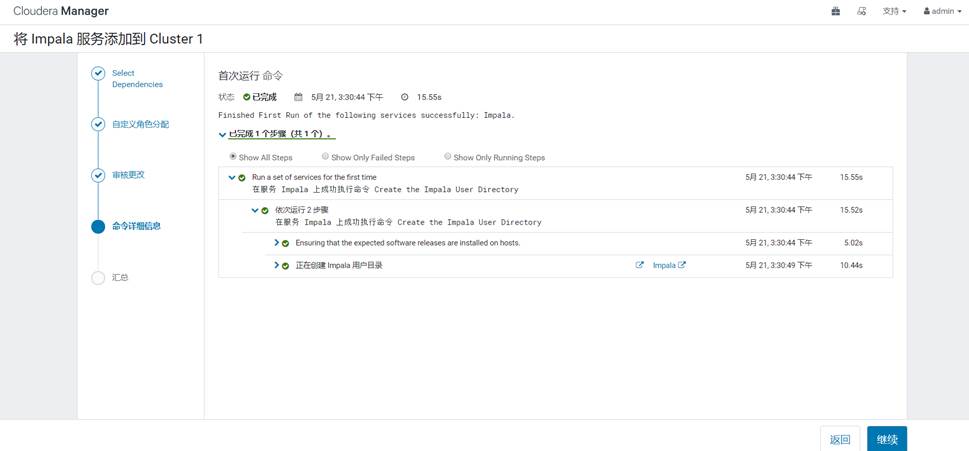 Cloudera Manager 支持 admin
将 Impala 服务添加到 Cluster 1
Select
Dependencies
自定义角色分配
审核更改
命令详细信息
汇总
首次运行 命令
状态 已完成 5月 21, 3:30:44 下午 15.55s
Finished First Run of the following services successfully: Impala.
已完成 1 个步骤（共 1 个）。
Show All Steps Show Only Failed Steps Show Only Running Steps
Run a set of services for the first time 5月 21, 3:30:44 下午 15.55s
在服务 Impala 上成功执行命令 Create the Impala User Directory
依次运行 2 步骤 5月 21, 3:30:44 下午 15.52s
在服务 Impala 上成功执行命令 Create the Impala User Directory
Ensuring that the expected software releases are installed on hosts. 5月 21, 3:30:44 下午 5.02s
正在创建 Impala 用户目录 Impala 5月 21, 3:30:49 下午 10.44s
返回 继续